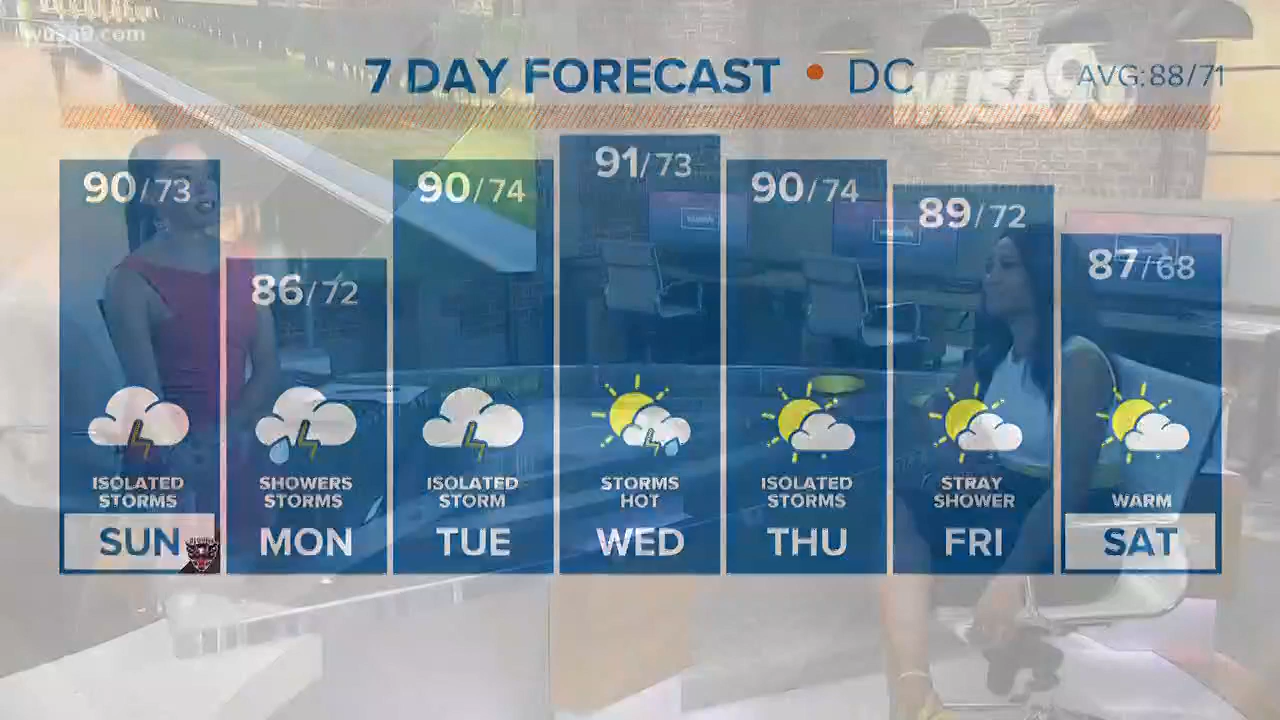 wusa9.com
7 DAY FORECAST • DC
AVG:88/71
WUSA9
90/73
86/72
90/74
91/73
90/74
89/72
87/68
ISOLATED
STORMS
SHOWERS
STORMS
ISOLATED
STORM
STORMS
HOT
ISOLATED
STORMS
STRAY
SHOWER
WARM
SUN
MON
TUE
WED
THU
FRI
SAT